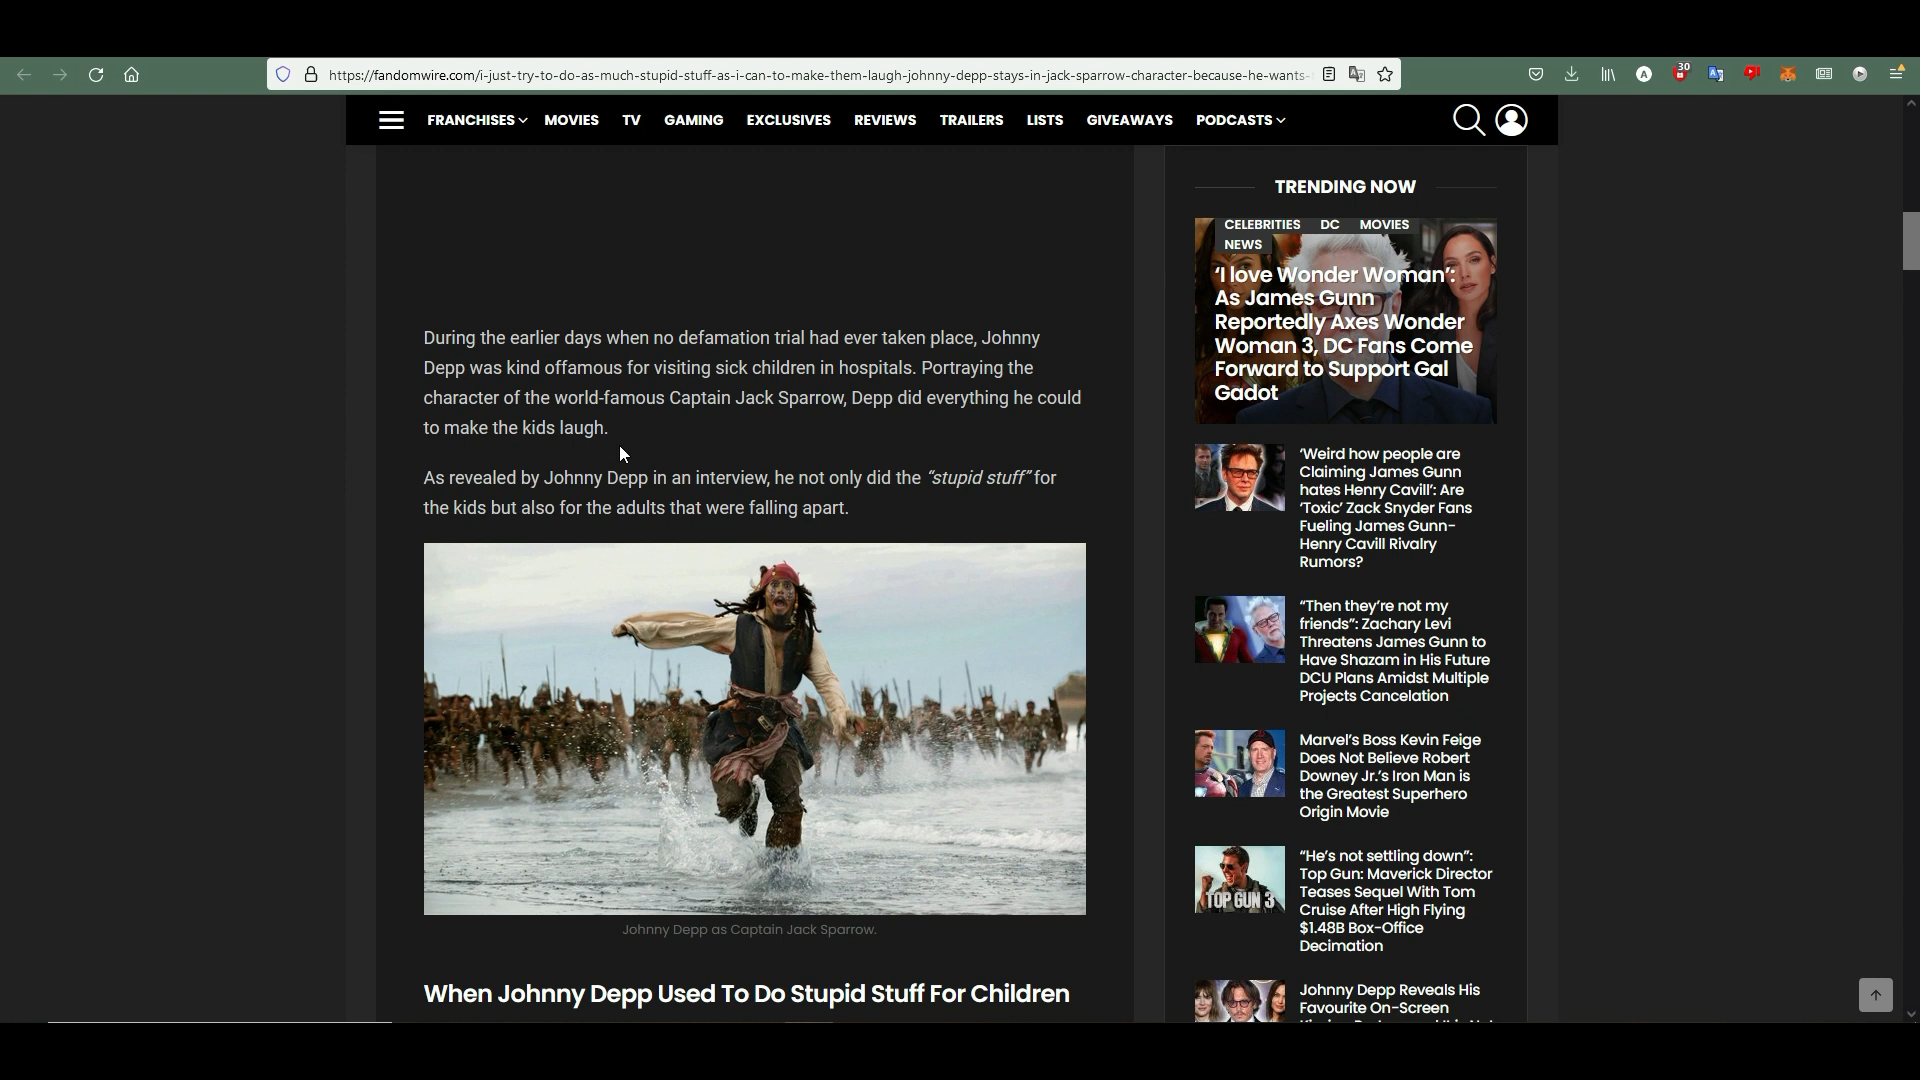 https://fandomwire.com/i-just-try-to-do-as-much-stupid-stuff-as-i-can-to-make-them-laugh-johnny-depp-stays-in-jack-sparrow-character-because-he-wants-
30
FRANCHISES MOVIES TV GAMING EXCLUSIVES REVIEWS TRAILERS LISTS GIVEAWAYS PODCASTS
During the earlier days when no defamation trial had ever taken place, Johnny
Depp was kind offamous for visiting sick children in hospitals. Portraying the
character of the world-famous Captain Jack Sparrow, Depp did everything he could
to make the kids laugh.
As revealed by Johnny Depp in an interview, he not only did the “stupid stuff” for
the kids but also for the adults that were falling apart.
Johnny Depp as Captain Jack Sparrow.
When Johnny Depp Used To Do Stupid Stuff For Children
TRENDING NOW
CELEBRITIES DC MOVIES
NEWS
‘I love Wonder Woman’:
As James Gunn
Reportedly Axes Wonder
Woman 3, DC Fans Come
Forward to Support Gal
Gadot
‘Weird how people are
Claiming James Gunn
hates Henry Cavill’: Are
‘Toxic’ Zack Snyder Fans
Fueling James Gunn-
Henry Cavill Rivalry
Rumors?
“Then they’re not my
friends”: Zachary Levi
Threatens James Gunn to
Have Shazam in His Future
DCU Plans Amidst Multiple
Projects Cancelation
Marvel’s Boss Kevin Feige
Does Not Believe Robert
Downey Jr.’s Iron Man is
the Greatest Superhero
Origin Movie
TOP GUN 3
“He’s not settling down”:
Top Gun: Maverick Director
Teases Sequel With Tom
Cruise After High Flying
$1.48B Box-Office
Decimation
Johnny Depp Reveals His
Favourite On-Screen